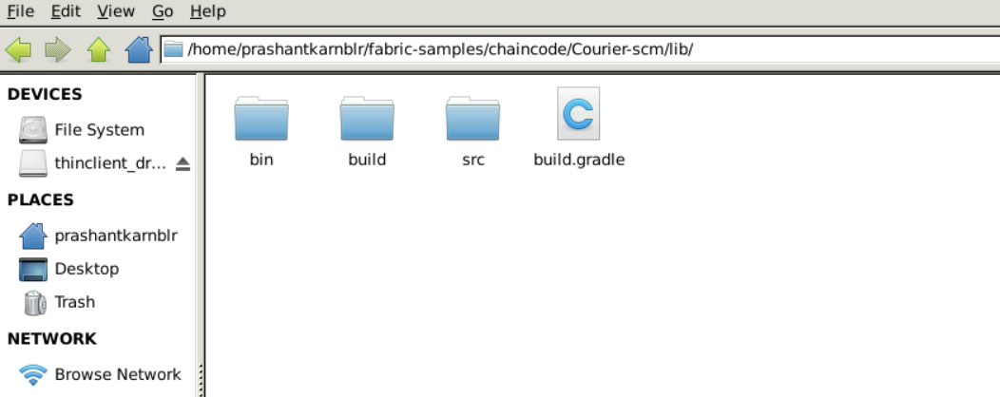 File Edit View Go Help
/home/prashantkarnblr/fabric-samples/chaincode/Courier-scm/lib/
DEVICES
File System
thinclient_dr...
PLACES
prashantkarnblr
Desktop
Trash
NETWORK
Browse Network
bin build src build.gradle